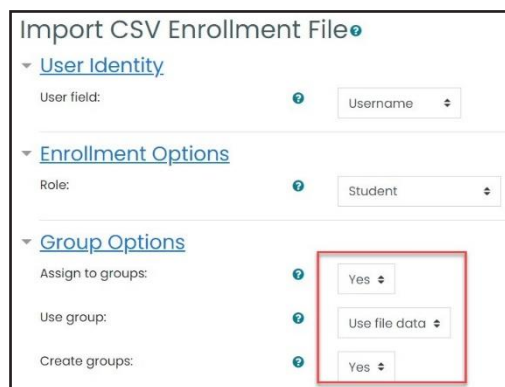 Import CSV Enrollment File
User Identity
User field: Username
Enrollment Options
Role: Student
Group Options
Assign to groups: Yes
Use group: Use file data
Create groups: Yes